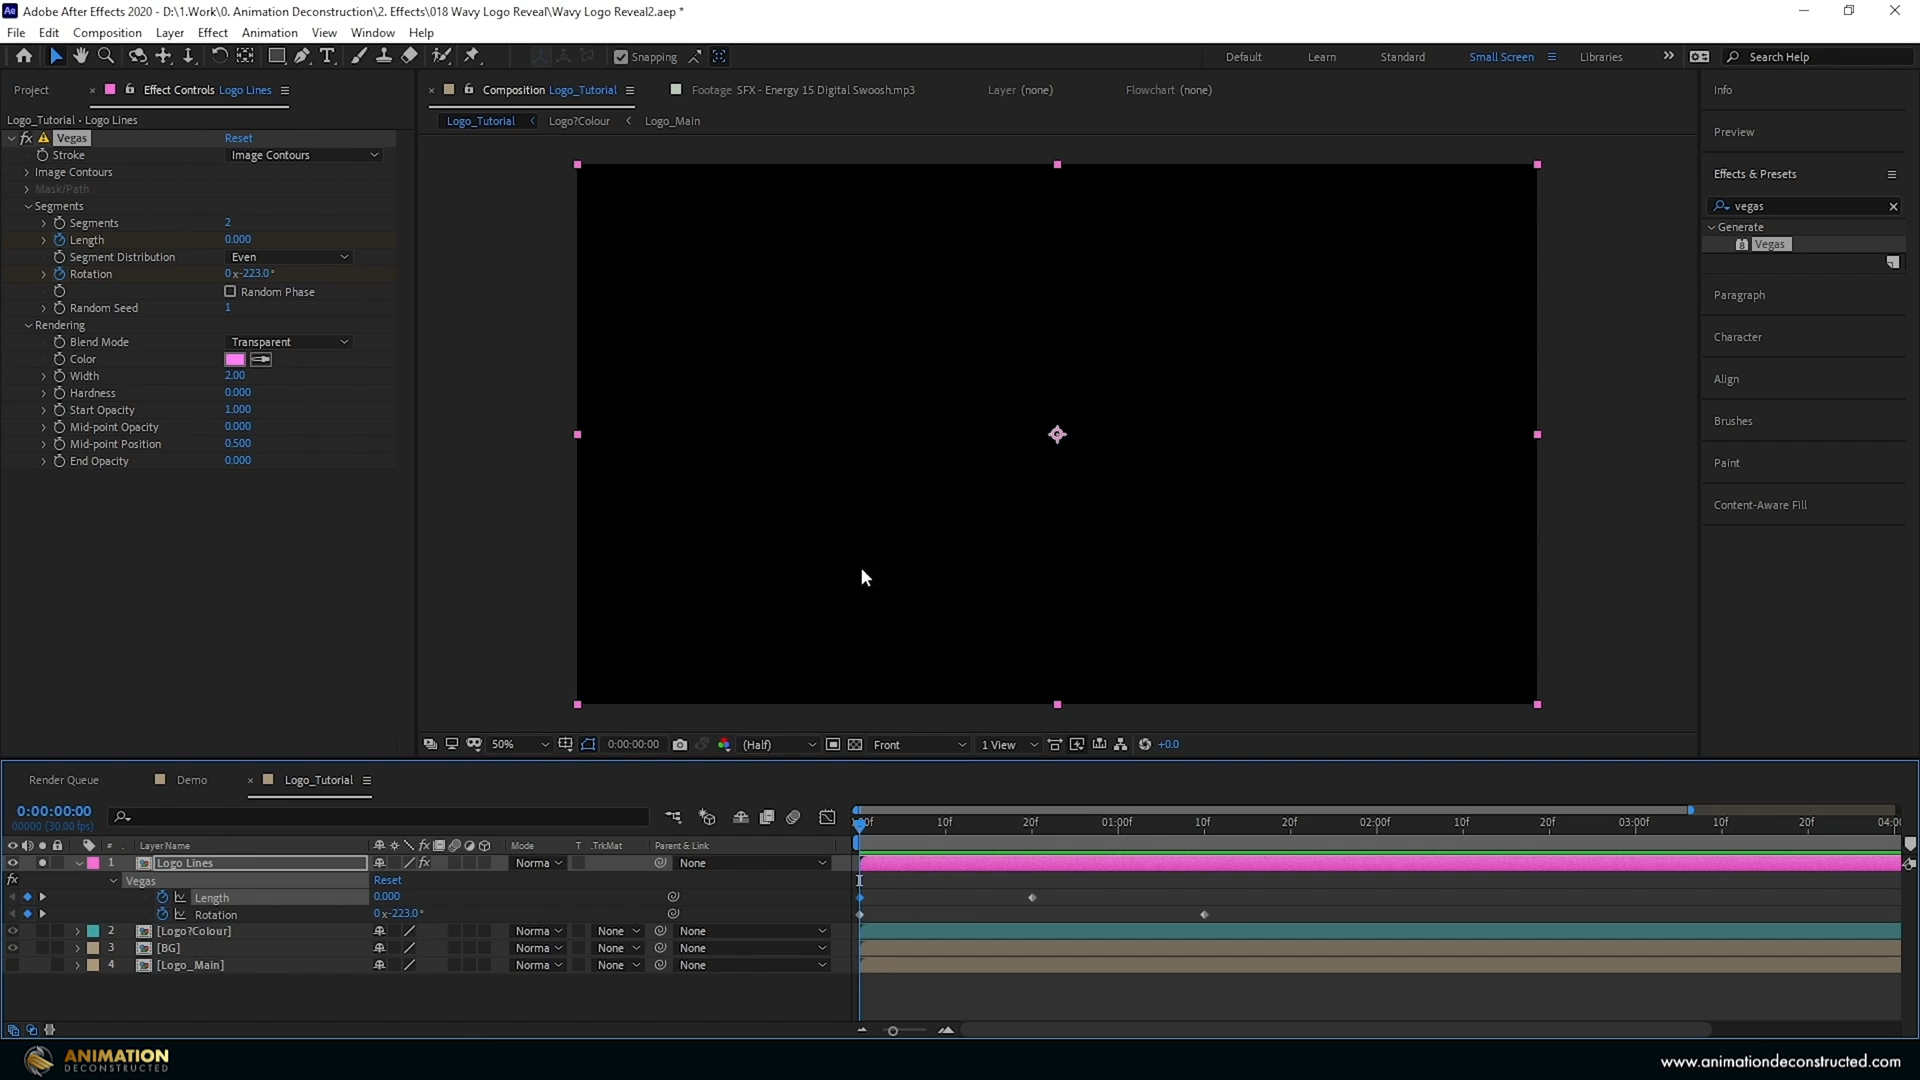 Adobe After Effects 2020 - D:\1.Work\0. Animation Deconstruction\2. Effects\018 Wavy Logo Reveal\Wavy Logo Reveal2.aep *
File Edit Composition Layer Effect Animation View Window Help
Snapping Default Learn Standard Small Screen Libraries Search Help
Project Effect Controls Logo Lines Composition Logo_Tutorial Footage SFX - Energy 15 Digital Swoosh.mp3 Layer (none) Flowchart (none) Info
Logo_Tutorial • Logo Lines Logo_Tutorial Logo?Colour Logo_Main
Preview
fx Vegas Reset
Stroke Image Contours
Image Contours
Effects & Presets
Mask/Path
Segments
vegas
Segments 2
Generate
Length 0.000
Vegas
Segment Distribution Even
Rotation 0x-223.0°
Random Phase
Paragraph
Random Seed 1
Rendering
Character
Blend Mode Transparent
Color
Width 2.00
Align
Hardness 0.000
Start Opacity 1.000
Brushes
Mid-point Opacity 0.000
Mid-point Position 0.500
End Opacity 0.000
Paint
Content-Aware Fill
50% 0:00:00:00 (Half) Front 1 View +0.0
Render Queue Demo Logo_Tutorial
0:00:00:00
00000 (30.00 fps)
10f 20f 01:00f 10f 20f 02:00f 10f 20f 03:00f 10f 20f
# Layer Name fx Mode T .TrkMat Parent & Link
1 Logo Lines fx Norma None
fx Vegas Reset
Length 0.000
Rotation 0x-223.0°
2 [Logo?Colour] Norma None None
3 [BG] Norma None None
4 [Logo_Main] Norma None None
ANIMATION
DECONSTRUCTED
www.animationdeconstructed.com